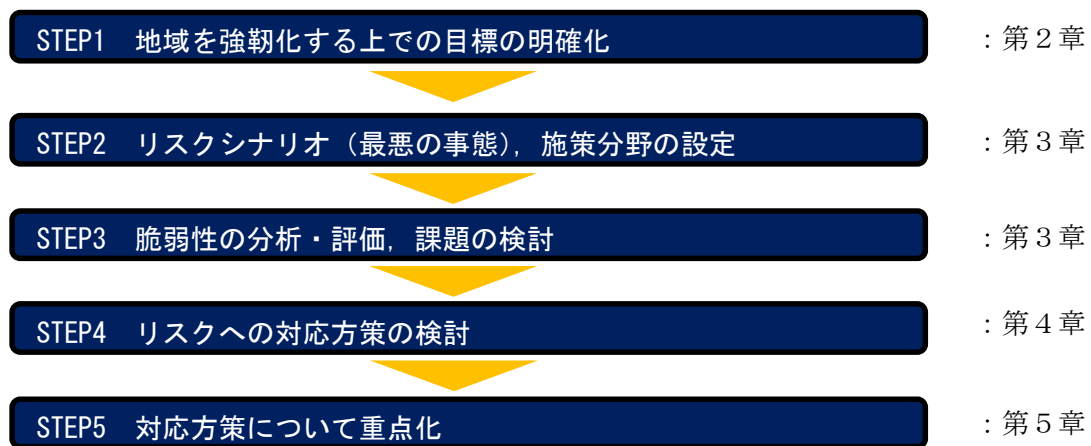 STEP1 地域を強靭化する上での目標の明確化 :第2章
STEP2 リスクシナリオ(最悪の事態),施策分野の設定 :第3章
STEP3 脆弱性の分析・評価,課題の検討 :第3章
STEP4 リスクへの対応方策の検討 :第4章
STEP5 対応方策について重点化 :第5章